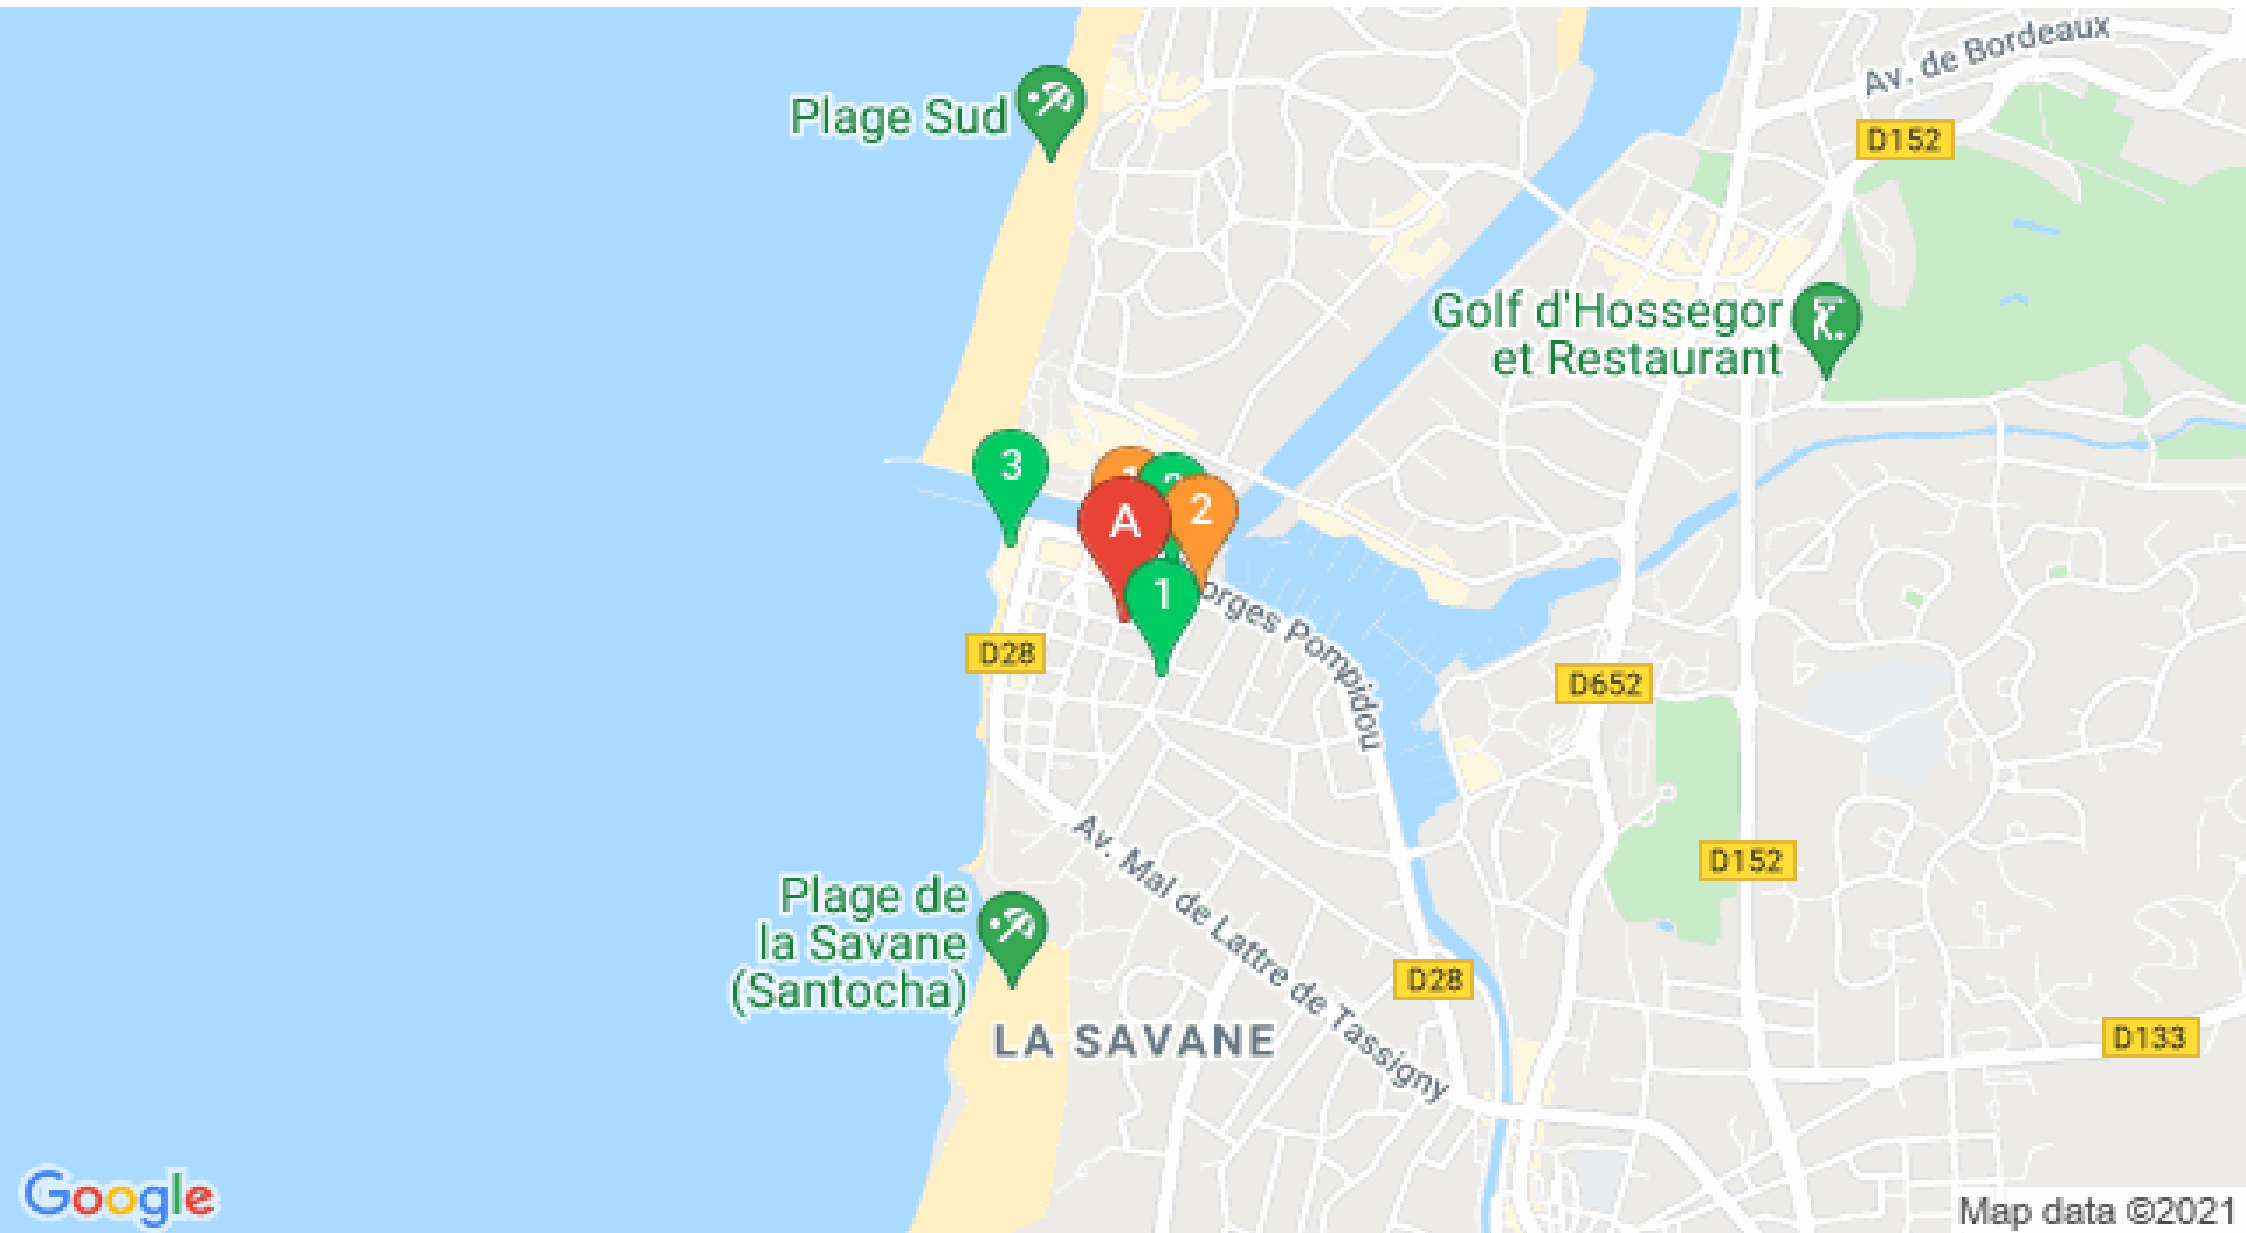 Av. de Bordeaux
Plage Sud
D152
Golf d'Hossegor
et Restaurant
3
2
A
1
orges Pompidou
D28
D652
Av. Mal de Lattre de Tassigny
D152
Plage de
la Savane
(Santocha)
D28
LA SAVANE
D133
Google
Map data ©2021